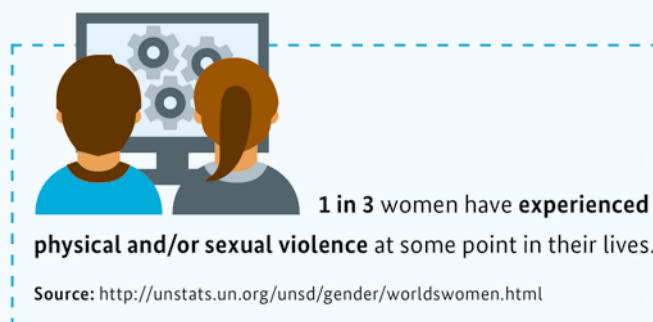 1 in 3 women have experienced
physical and/or sexual violence at some point in their lives.
Source: http://unstats.un.org/unsd/gender/worldswomen.html